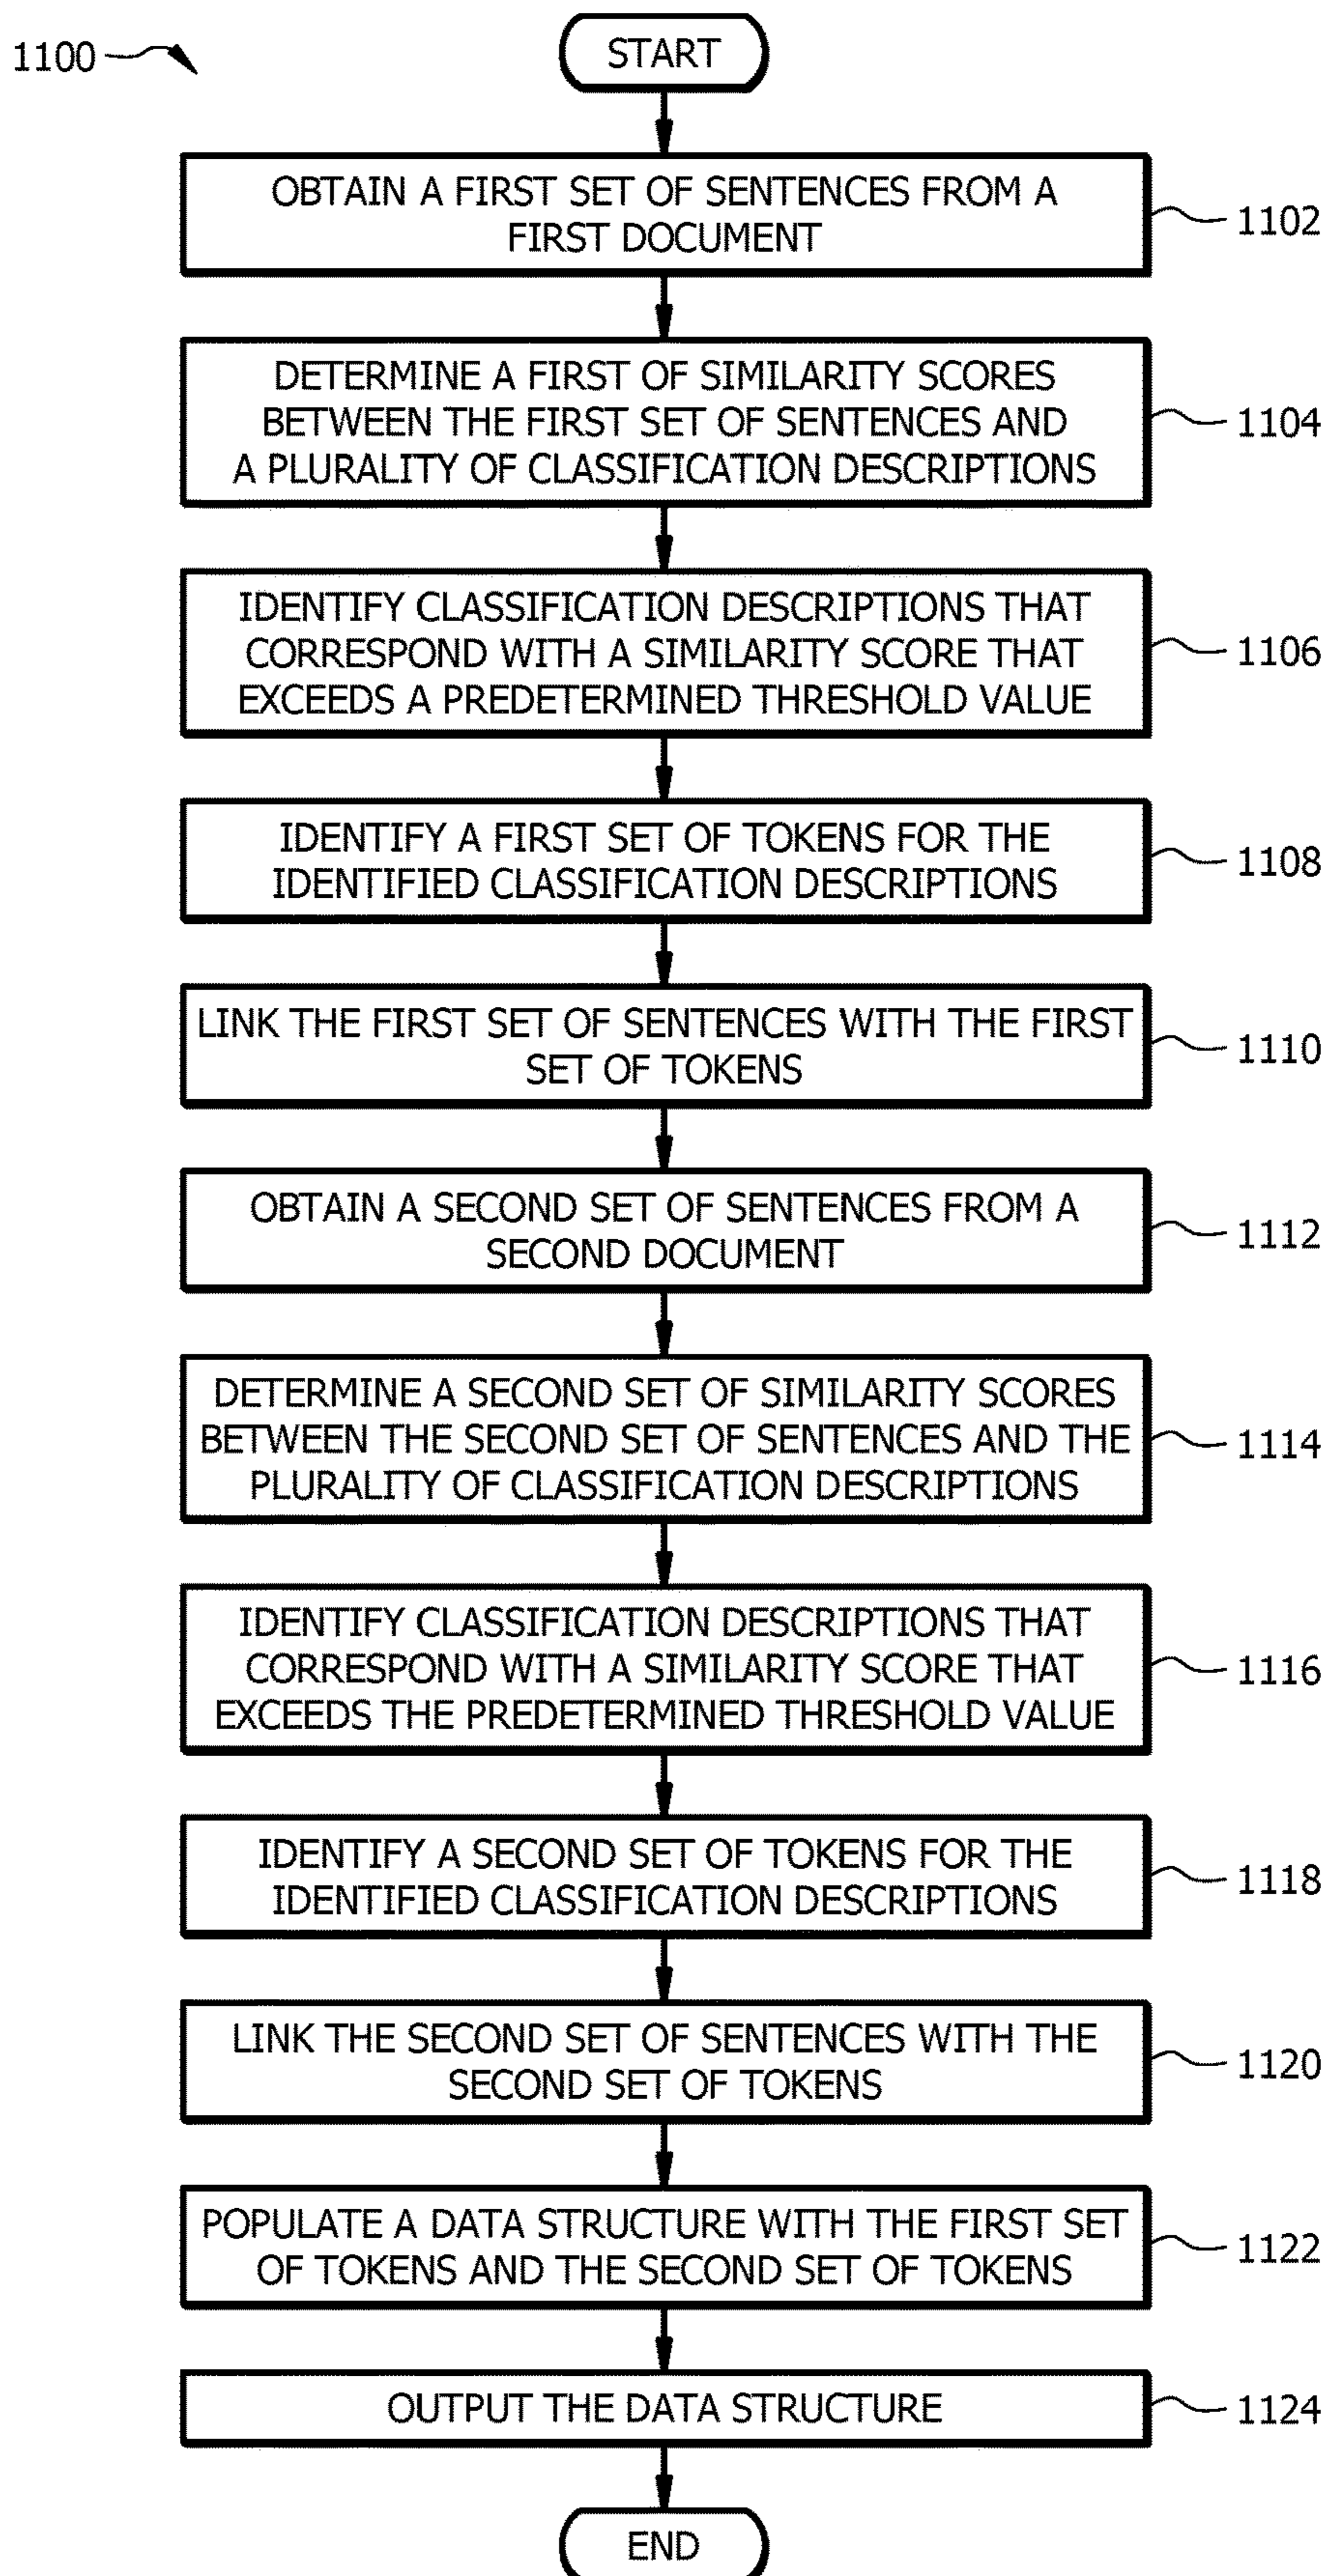 1100
START
OBTAIN A FIRST SET OF SENTENCES FROM A
FIRST DOCUMENT
1102
DETERMINE A FIRST OF SIMILARITY SCORES
BETWEEN THE FIRST SET OF SENTENCES AND
A PLURALITY OF CLASSIFICATION DESCRIPTIONS
1104
IDENTIFY CLASSIFICATION DESCRIPTIONS THAT
CORRESPOND WITH A SIMILARITY SCORE THAT
EXCEEDS A PREDETERMINED THRESHOLD VALUE
1106
IDENTIFY A FIRST SET OF TOKENS FOR THE
IDENTIFIED CLASSIFICATION DESCRIPTIONS
1108
LINK THE FIRST SET OF SENTENCES WITH THE FIRST
SET OF TOKENS
1110
OBTAIN A SECOND SET OF SENTENCES FROM A
SECOND DOCUMENT
1112
DETERMINE A SECOND SET OF SIMILARITY SCORES
BETWEEN THE SECOND SET OF SENTENCES AND THE
PLURALITY OF CLASSIFICATION DESCRIPTIONS
1114
IDENTIFY CLASSIFICATION DESCRIPTIONS THAT
CORRESPOND WITH A SIMILARITY SCORE THAT
EXCEEDS THE PREDETERMINED THRESHOLD VALUE
1116
IDENTIFY A SECOND SET OF TOKENS FOR THE
IDENTIFIED CLASSIFICATION DESCRIPTIONS
1118
LINK THE SECOND SET OF SENTENCES WITH THE
SECOND SET OF TOKENS
1120
POPULATE A DATA STRUCTURE WITH THE FIRST SET
OF TOKENS AND THE SECOND SET OF TOKENS
1122
OUTPUT THE DATA STRUCTURE
1124
END